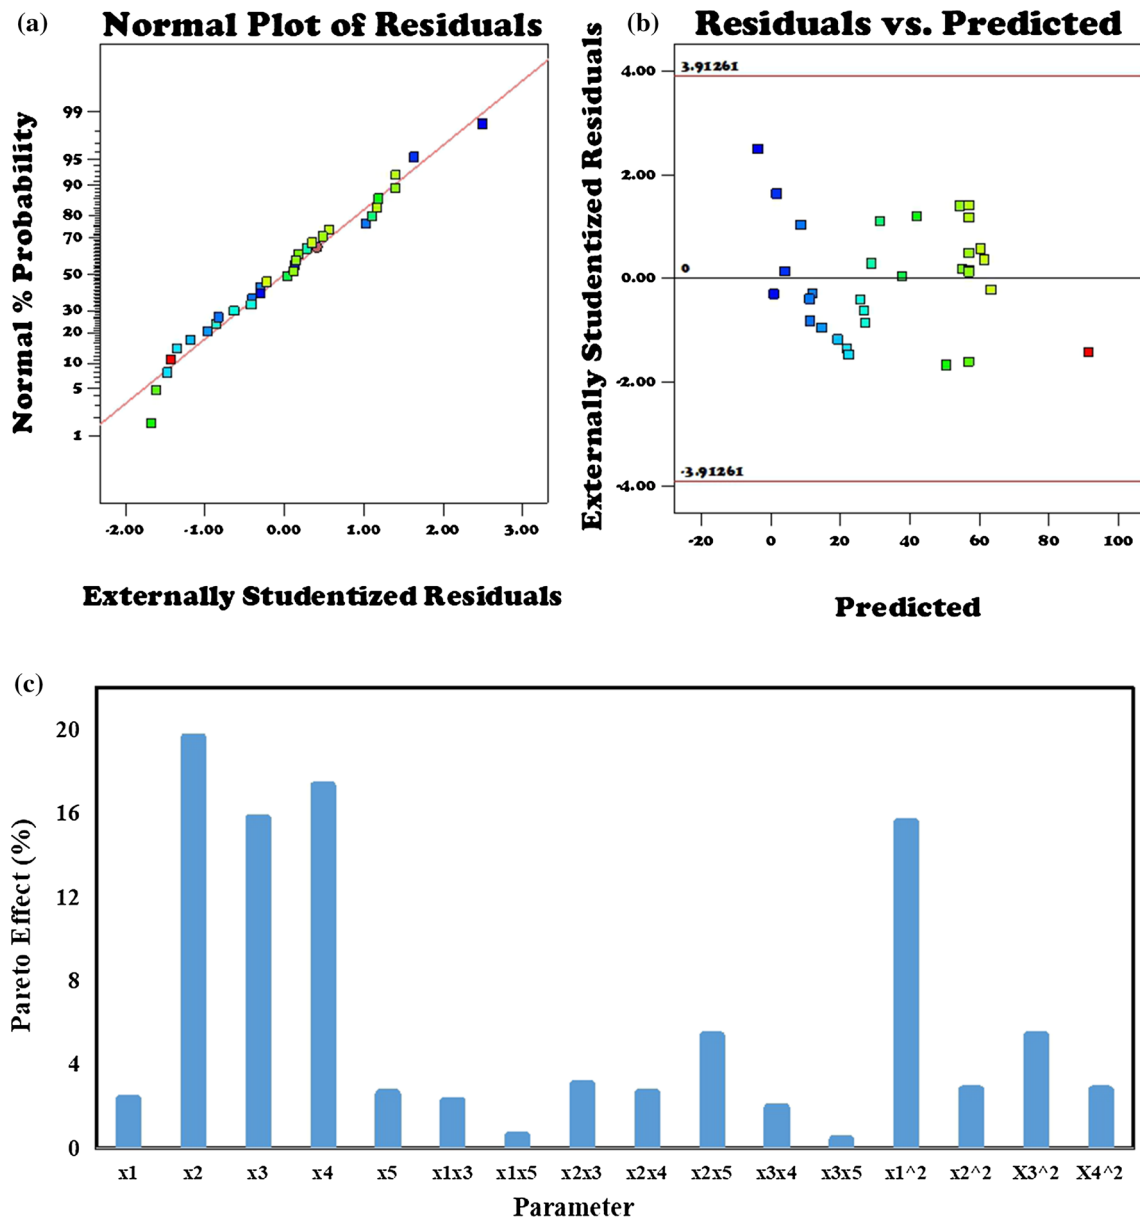 (a)
Normal Plot of Residuals
Normal % Probability
99
95
90
80
70
50
30
20
10
5
1
-2.00 -1.00 0.00 1.00 2.00 3.00
Externally Studentized Residuals
(b)
Residuals vs. Predicted
Externally Studentized Residuals
4.00
2.00
0.00
-2.00
-4.00
3.91261
0
-3.91261
-20 0 20 40 60 80 100
Predicted
(c)
Pareto Effect (%)
20
16
12
8
4
0
x1 x2 x3 x4 x5 x1x3 x1x5 x2x3 x2x4 x2x5 x3x4 x3x5 x1^2 x2^2 X3^2 X4^2
Parameter